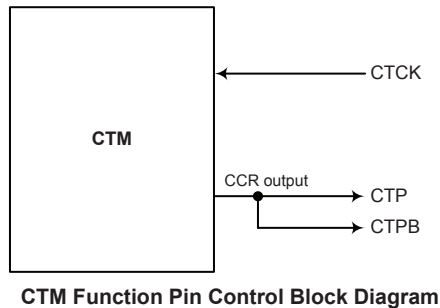 CTCK
CTM
CCR output
CTP
CTPB
CTM Function Pin Control Block Diagram